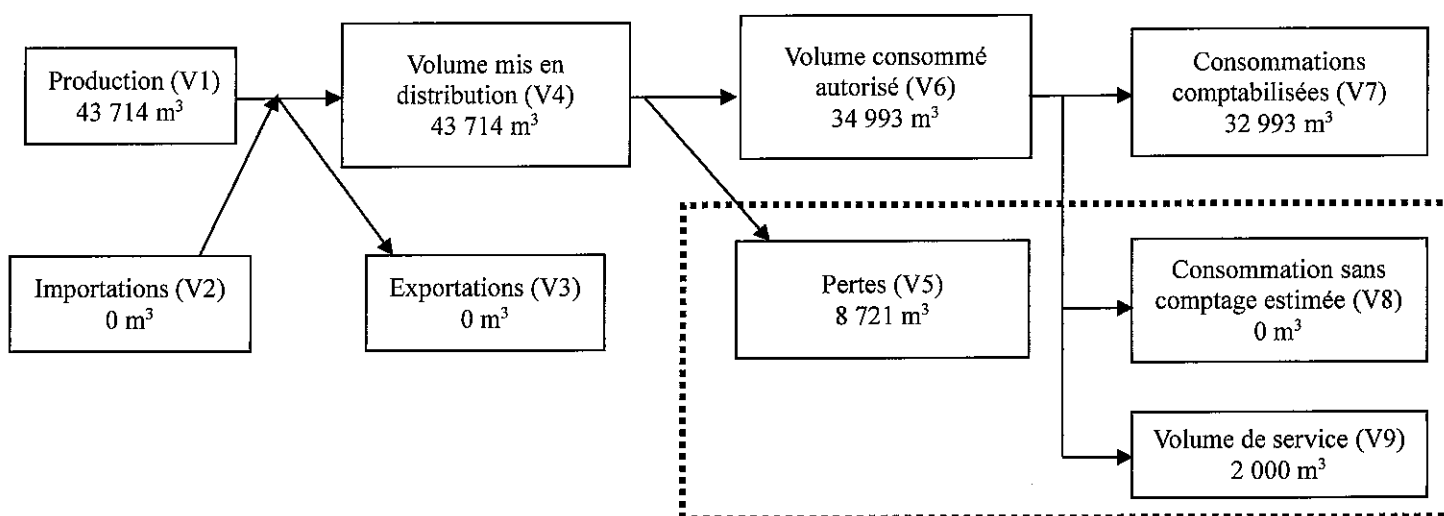 Production (V1)
43 714 m³
Volume mis en
distribution (V4)
43 714 m³
Volume consommé
autorisé (V6)
34 993 m³
Consommations
comptabilisées (V7)
32 993 m³
Importations (V2)
0 m³
Exportations (V3)
0 m³
Pertes (V5)
8 721 m³
Consommation sans
comptage estimée (V8)
0 m³
Volume de service (V9)
2 000 m³